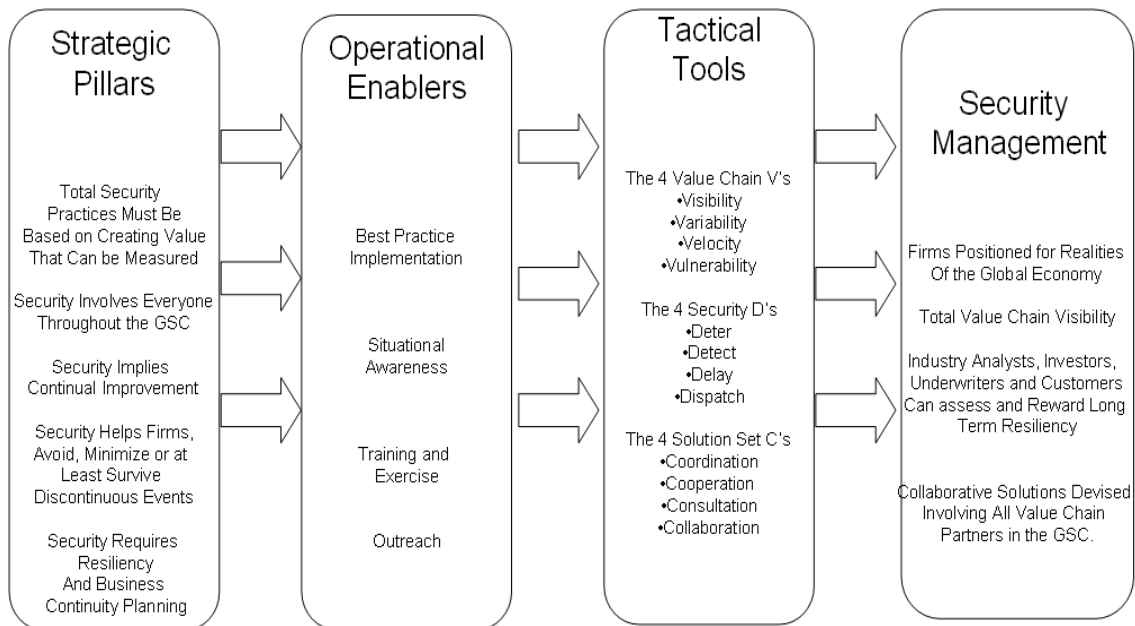 Strategic
Pillars
Total Security
Practices Must Be
Based on Creating Value
That Can be Measured
Security Involves Everyone
Throughout the GSC
Security Implies
Continual Improvement
Security Helps Firms,
Avoid, Minimize or at
Least Survive
Discontinuous Events
Security Requires
Resiliency
And Business
Continuity Planning
Operational
Enablers
Best Practice
Implementation
Situational
Awareness
Training and
Exercise
Outreach
Tactical
Tools
The 4 Value Chain V's
•Visibility
•Variability
•Velocity
•Vulnerability
The 4 Security D's
•Deter
•Detect
•Delay
•Dispatch
The 4 Solution Set C's
•Coordination
•Cooperation
•Consultation
•Collaboration
Security
Management
Firms Positioned for Realities
Of the Global Economy
Total Value Chain Visibility
Industry Analysts, Investors,
Underwriters and Customers
Can assess and Reward Long
Term Resiliency
Collaborative Solutions Devised
Involving All Value Chain
Partners in the GSC.